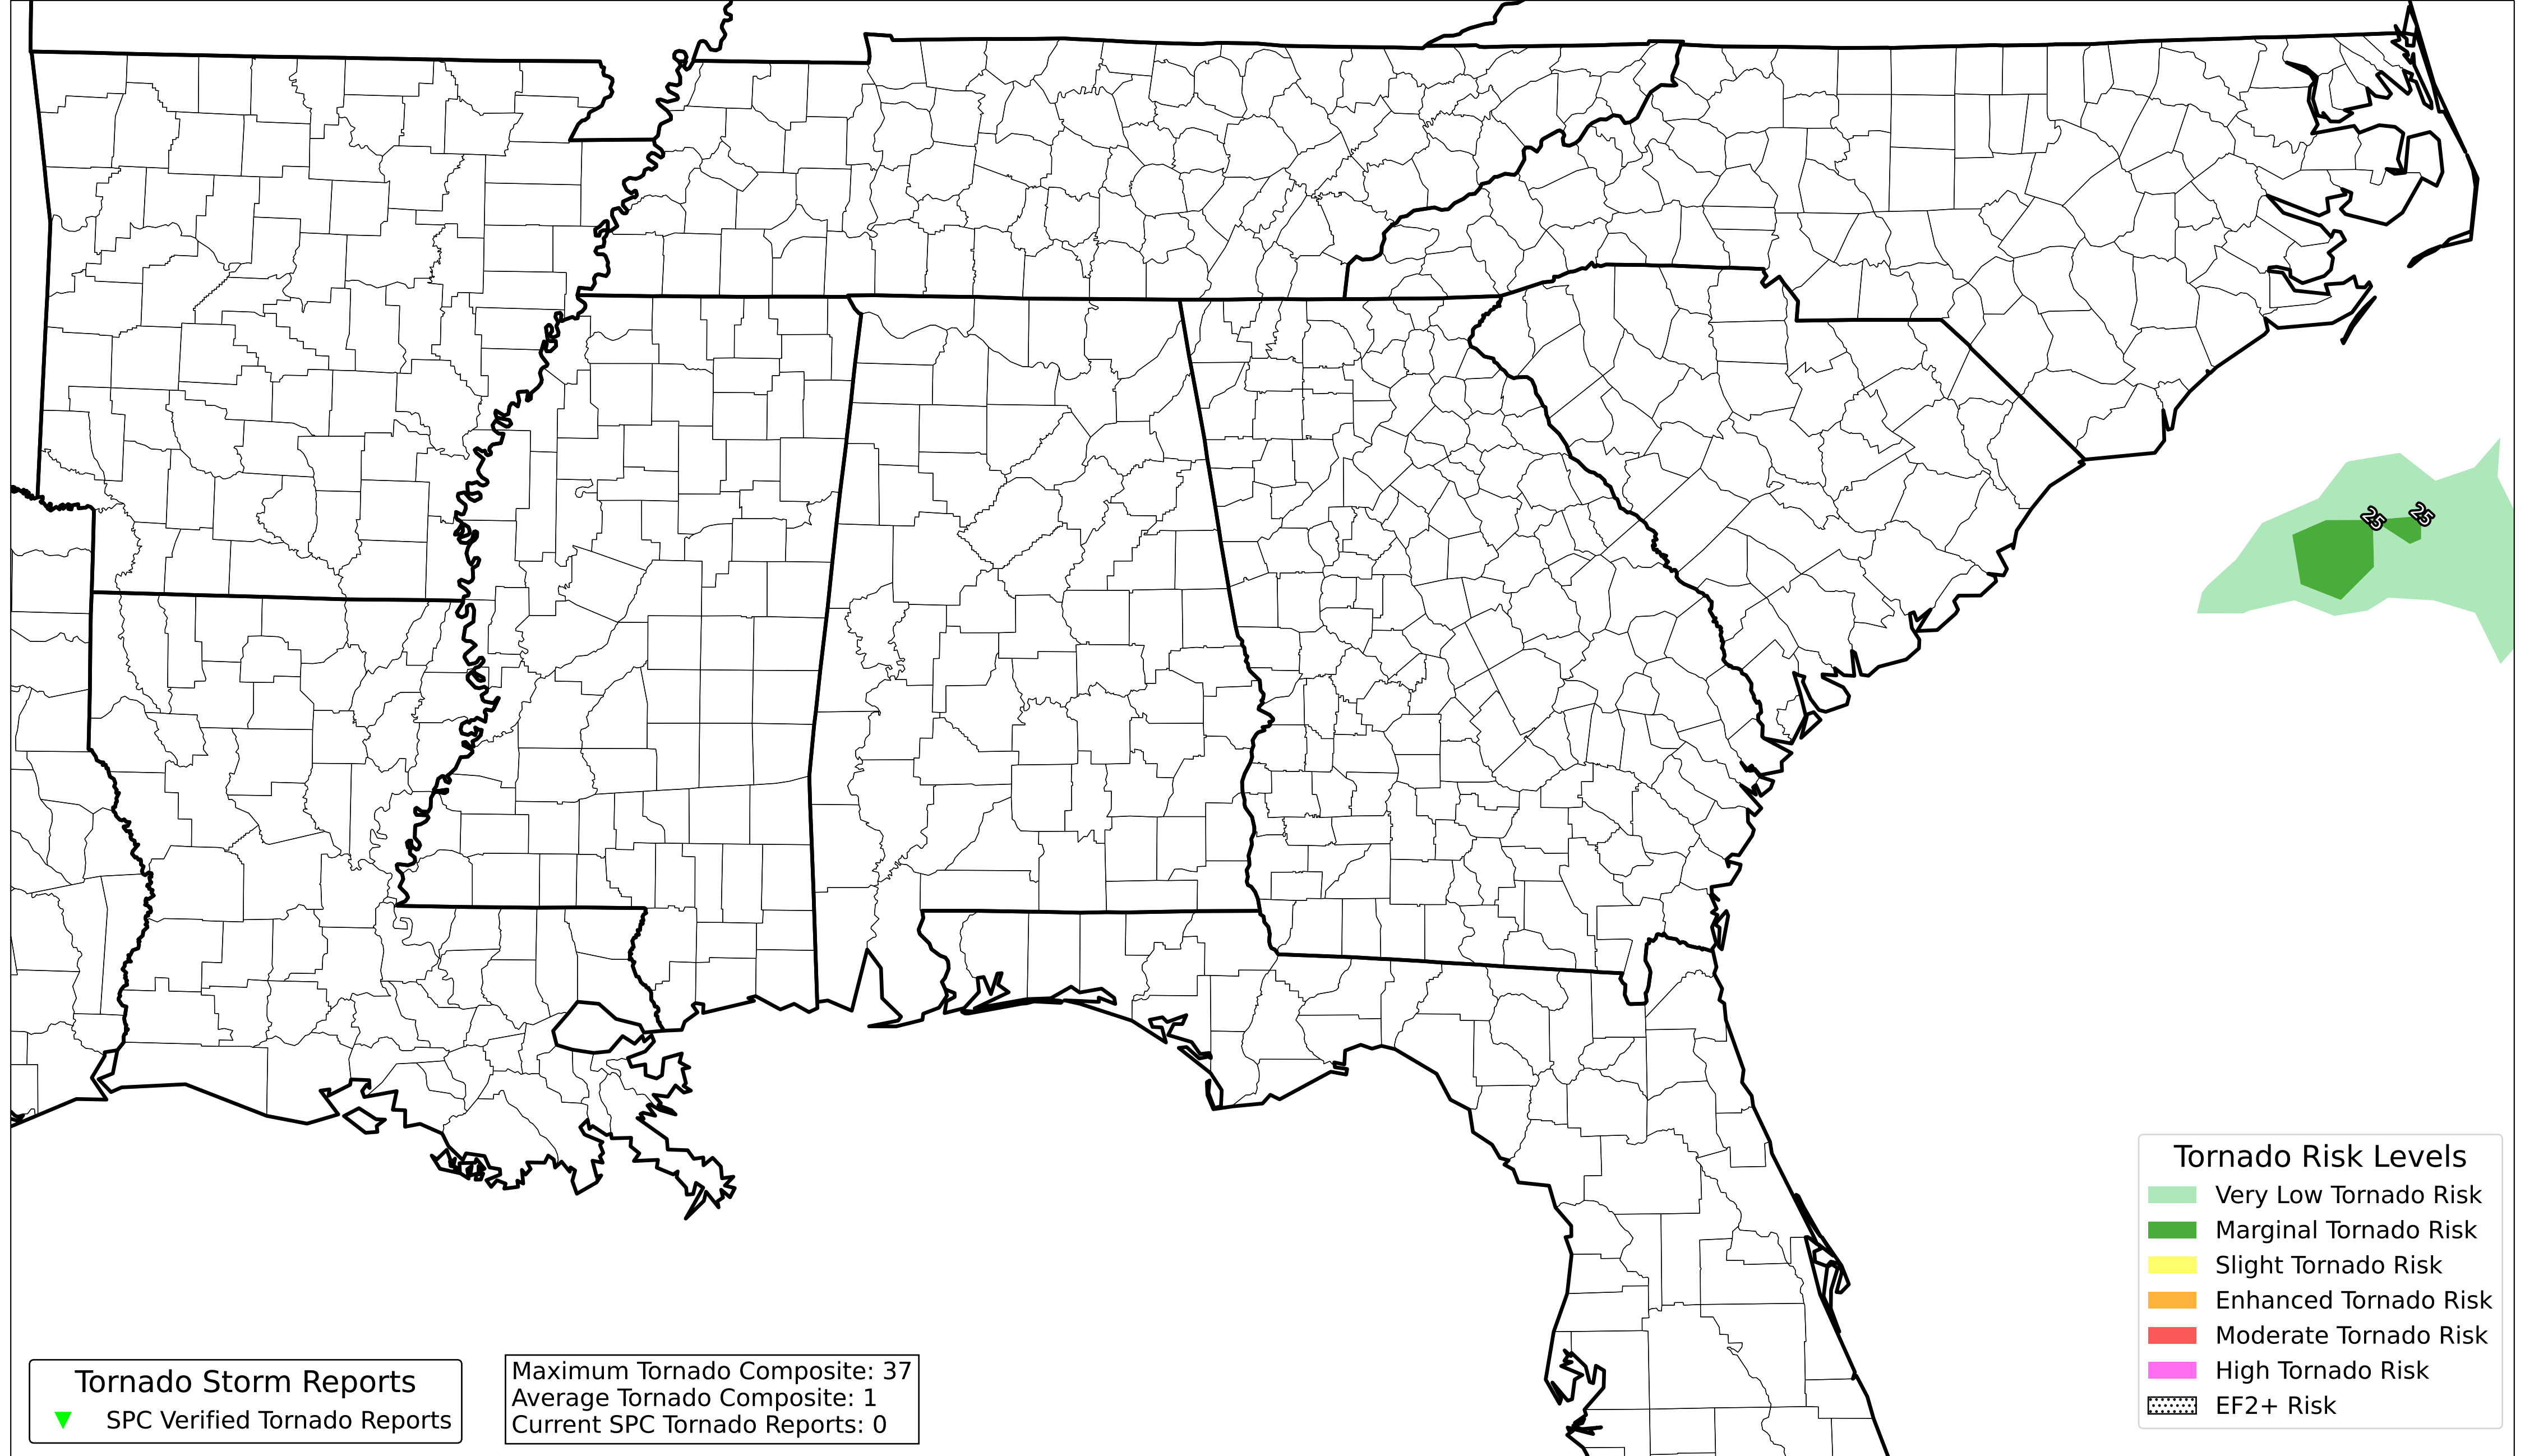 25
25
Tornado Risk Levels
Very Low Tornado Risk
Marginal Tornado Risk
Slight Tornado Risk
Enhanced Tornado Risk
Moderate Tornado Risk
High Tornado Risk
EF2+ Risk
Tornado Storm Reports
SPC Verified Tornado Reports
Maximum Tornado Composite: 37
Average Tornado Composite: 1
Current SPC Tornado Reports: 0